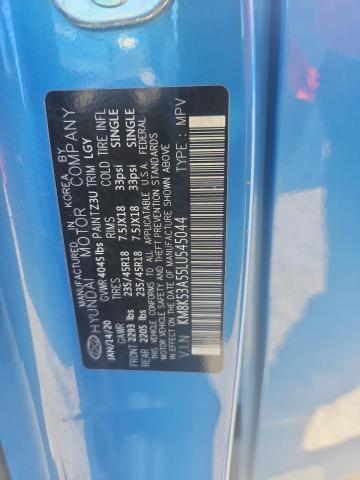 MANUFACTURED IN KOREA BY
HYUNDAI MOTOR COMPANY
JAN/14/20 GVWR 4045 lbs PAINT Z3U TRIM LGY
GAWR TIRES RIMS COLD TIRE INFL
FRONT 2293 lbs 235/45R18 7.5JX18 33psi SINGLE
REAR 2205 lbs 235/45R18 7.5JX18 33psi SINGLE
THIS VEHICLE CONFORMS TO ALL APPLICABLE U.S.A. FEDERAL
MOTOR VEHICLE SAFETY, BUMPER AND THEFT PREVENTION STANDARDS
IN EFFECT ON THE DATE OF MANUFACTURE SHOWN ABOVE.
VIN: KM8K53A55LU545044 TYPE: MPV